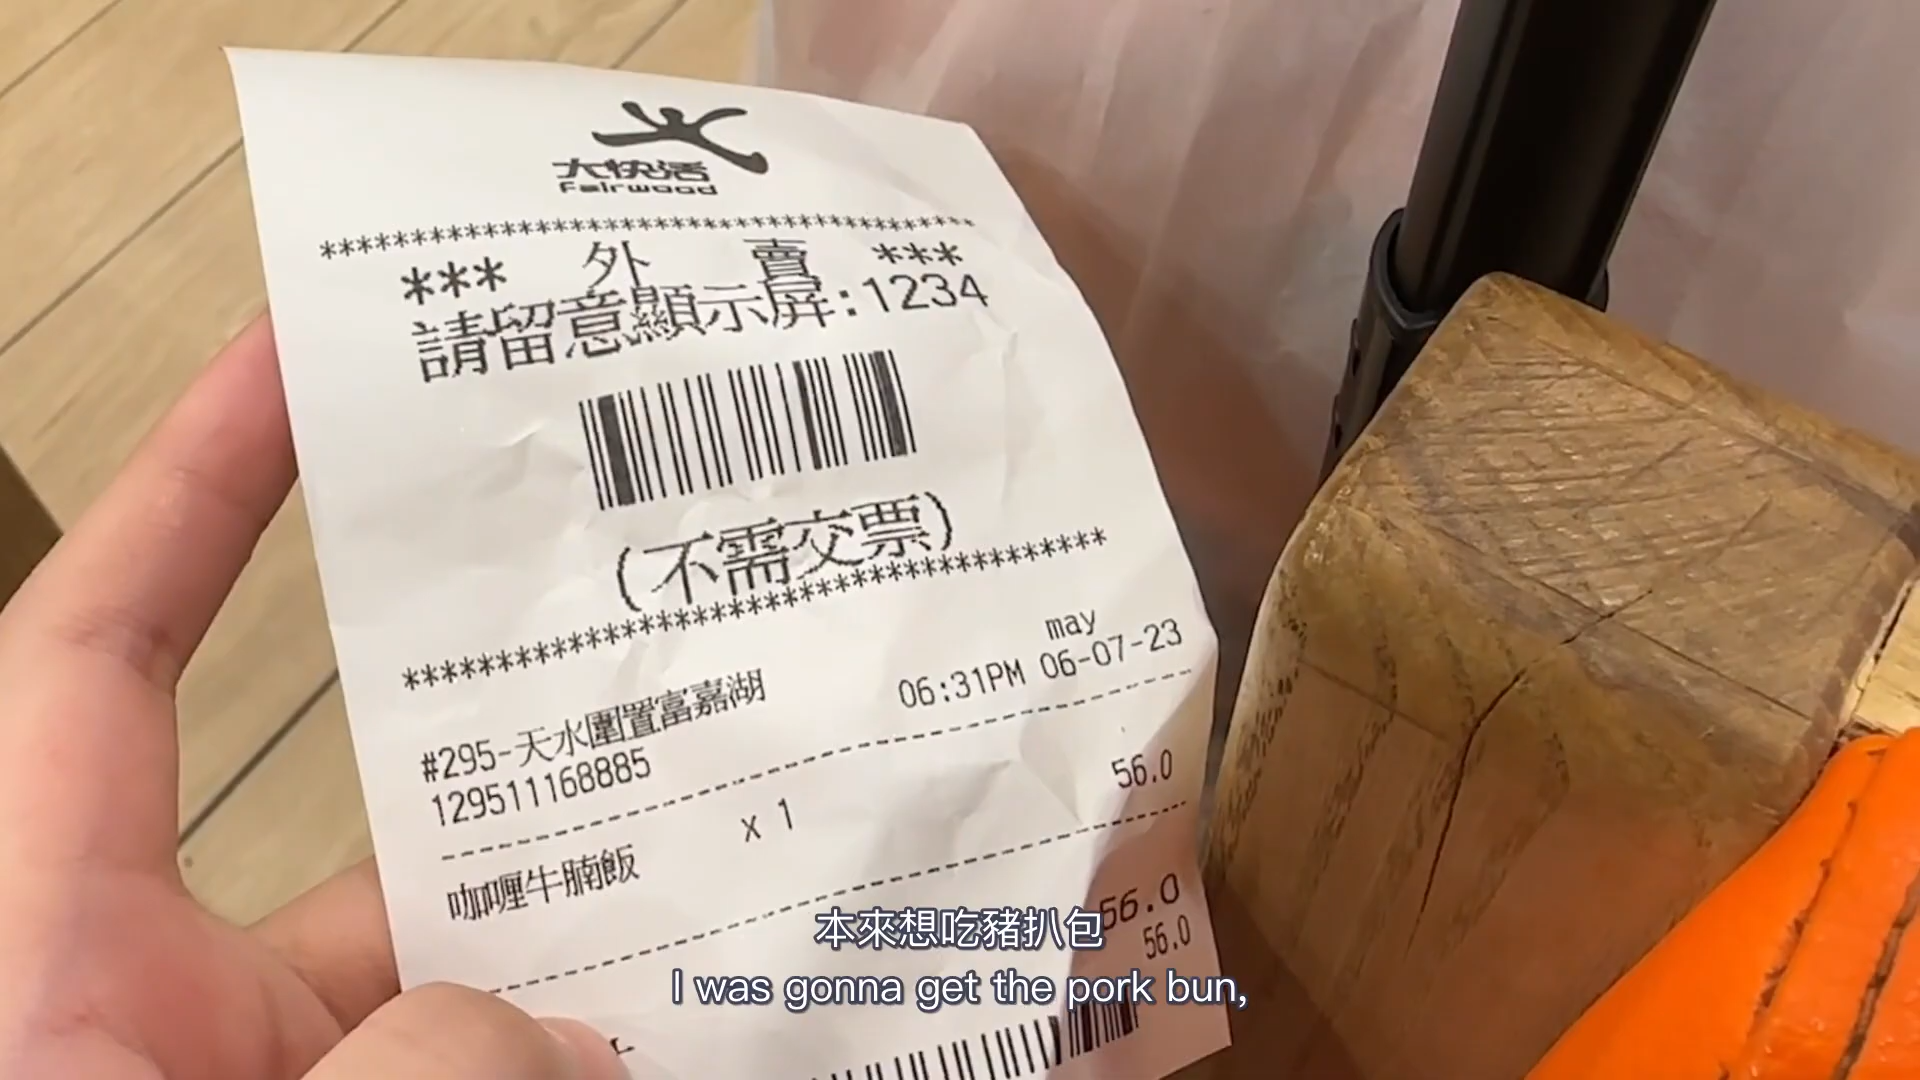 大快活
Fairwood
***************************************
*** 外 賣 ***
請留意顯示屏:1234
(不需交票)
***************************************
may
#295-天水圍置富嘉湖 06:31PM 06-07-23
129511168885
咖喱牛腩飯 x 1 56.0
56.0
56.0
本來想吃豬扒包
I was gonna get the pork bun,